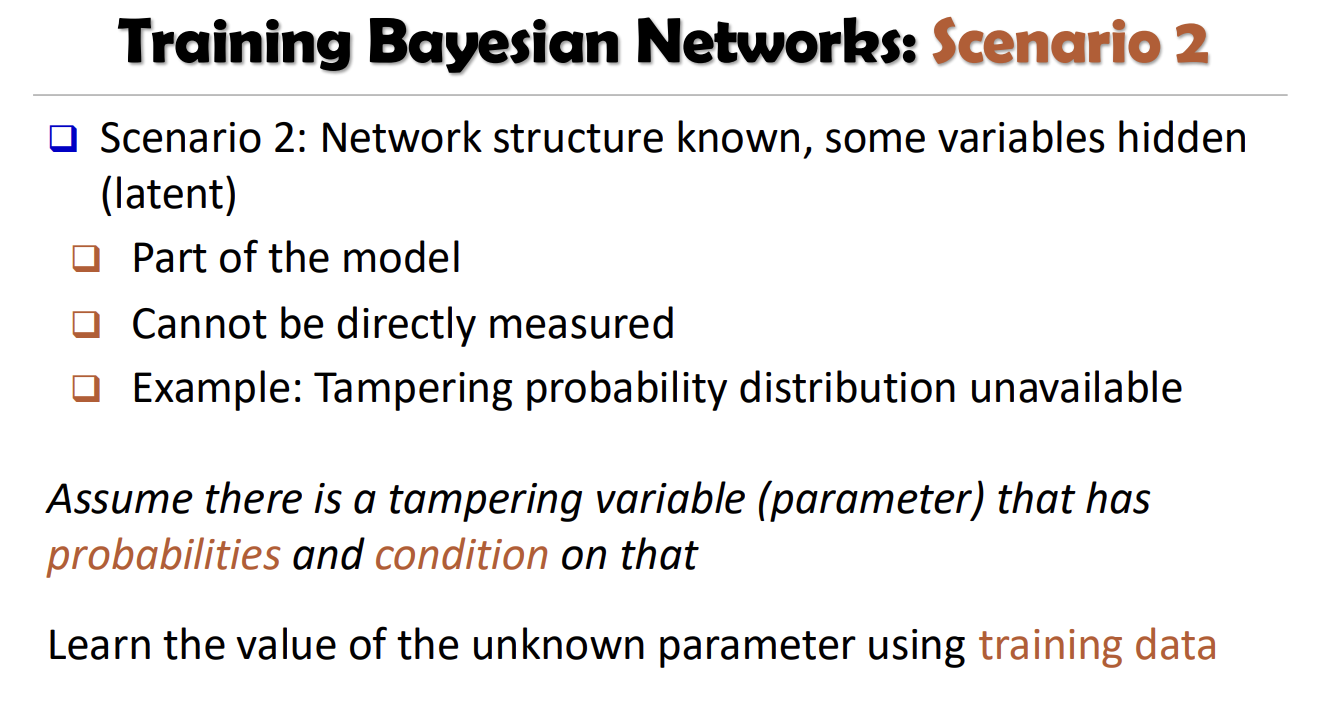 Training Bayesian Networks: Scenario 2
Scenario 2: Network structure known, some variables hidden
(latent)
Part of the model
Cannot be directly measured
Example: Tampering probability distribution unavailable
Assume there is a tampering variable (parameter) that has
probabilities and condition on that
Learn the value of the unknown parameter using training data